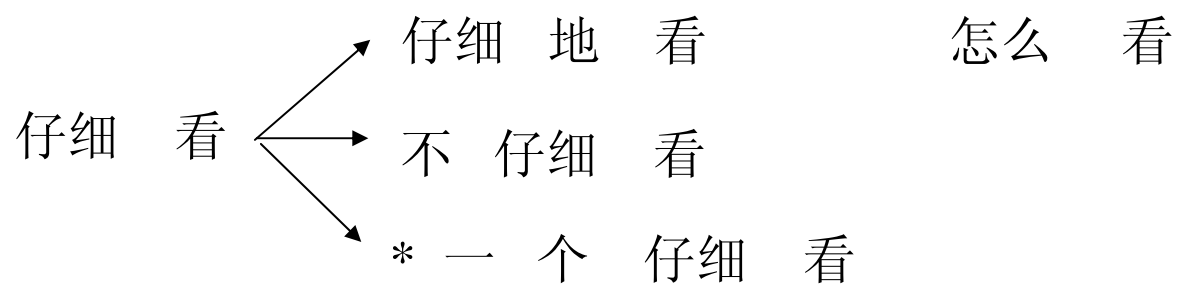 仔细 地 看 怎么 看
仔细 看
不 仔细 看
* 一 个 仔细 看